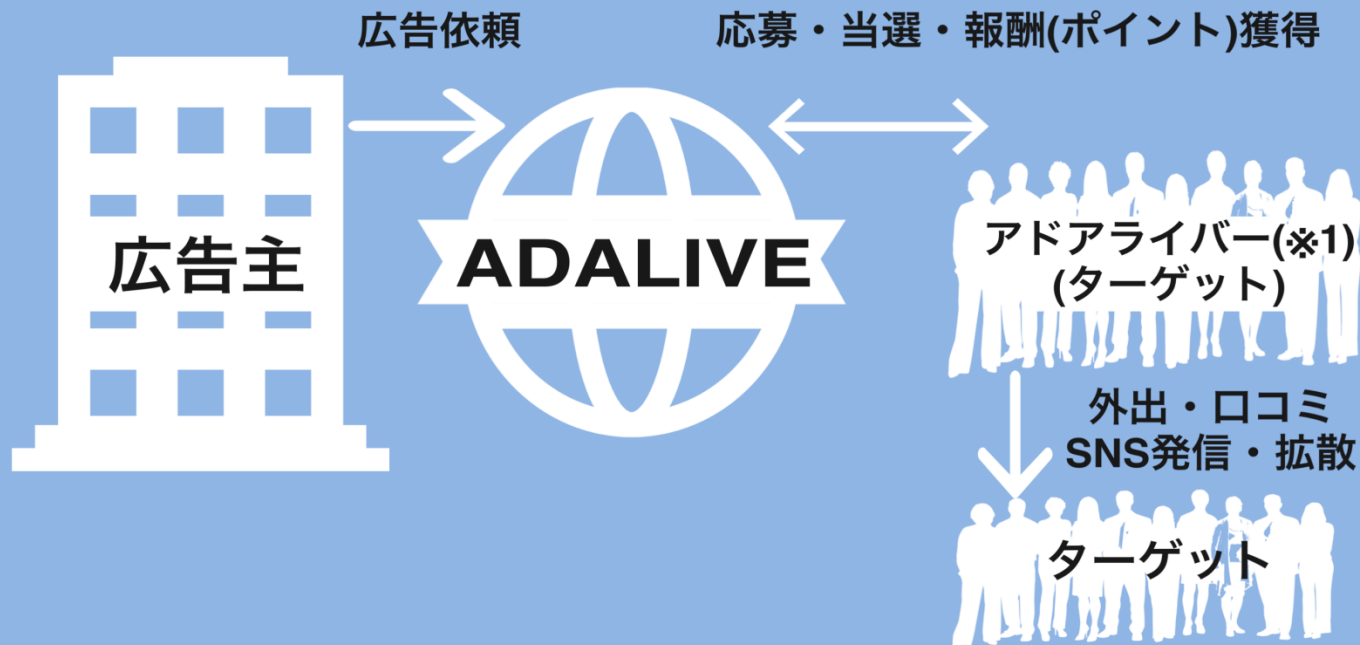 広告依頼
応募・当選・報酬(ポイント)獲得
広告主
ADALIVE
アドアライバー(※1)
(ターゲット)
外出・口コミ
SNS発信・拡散
ターゲット